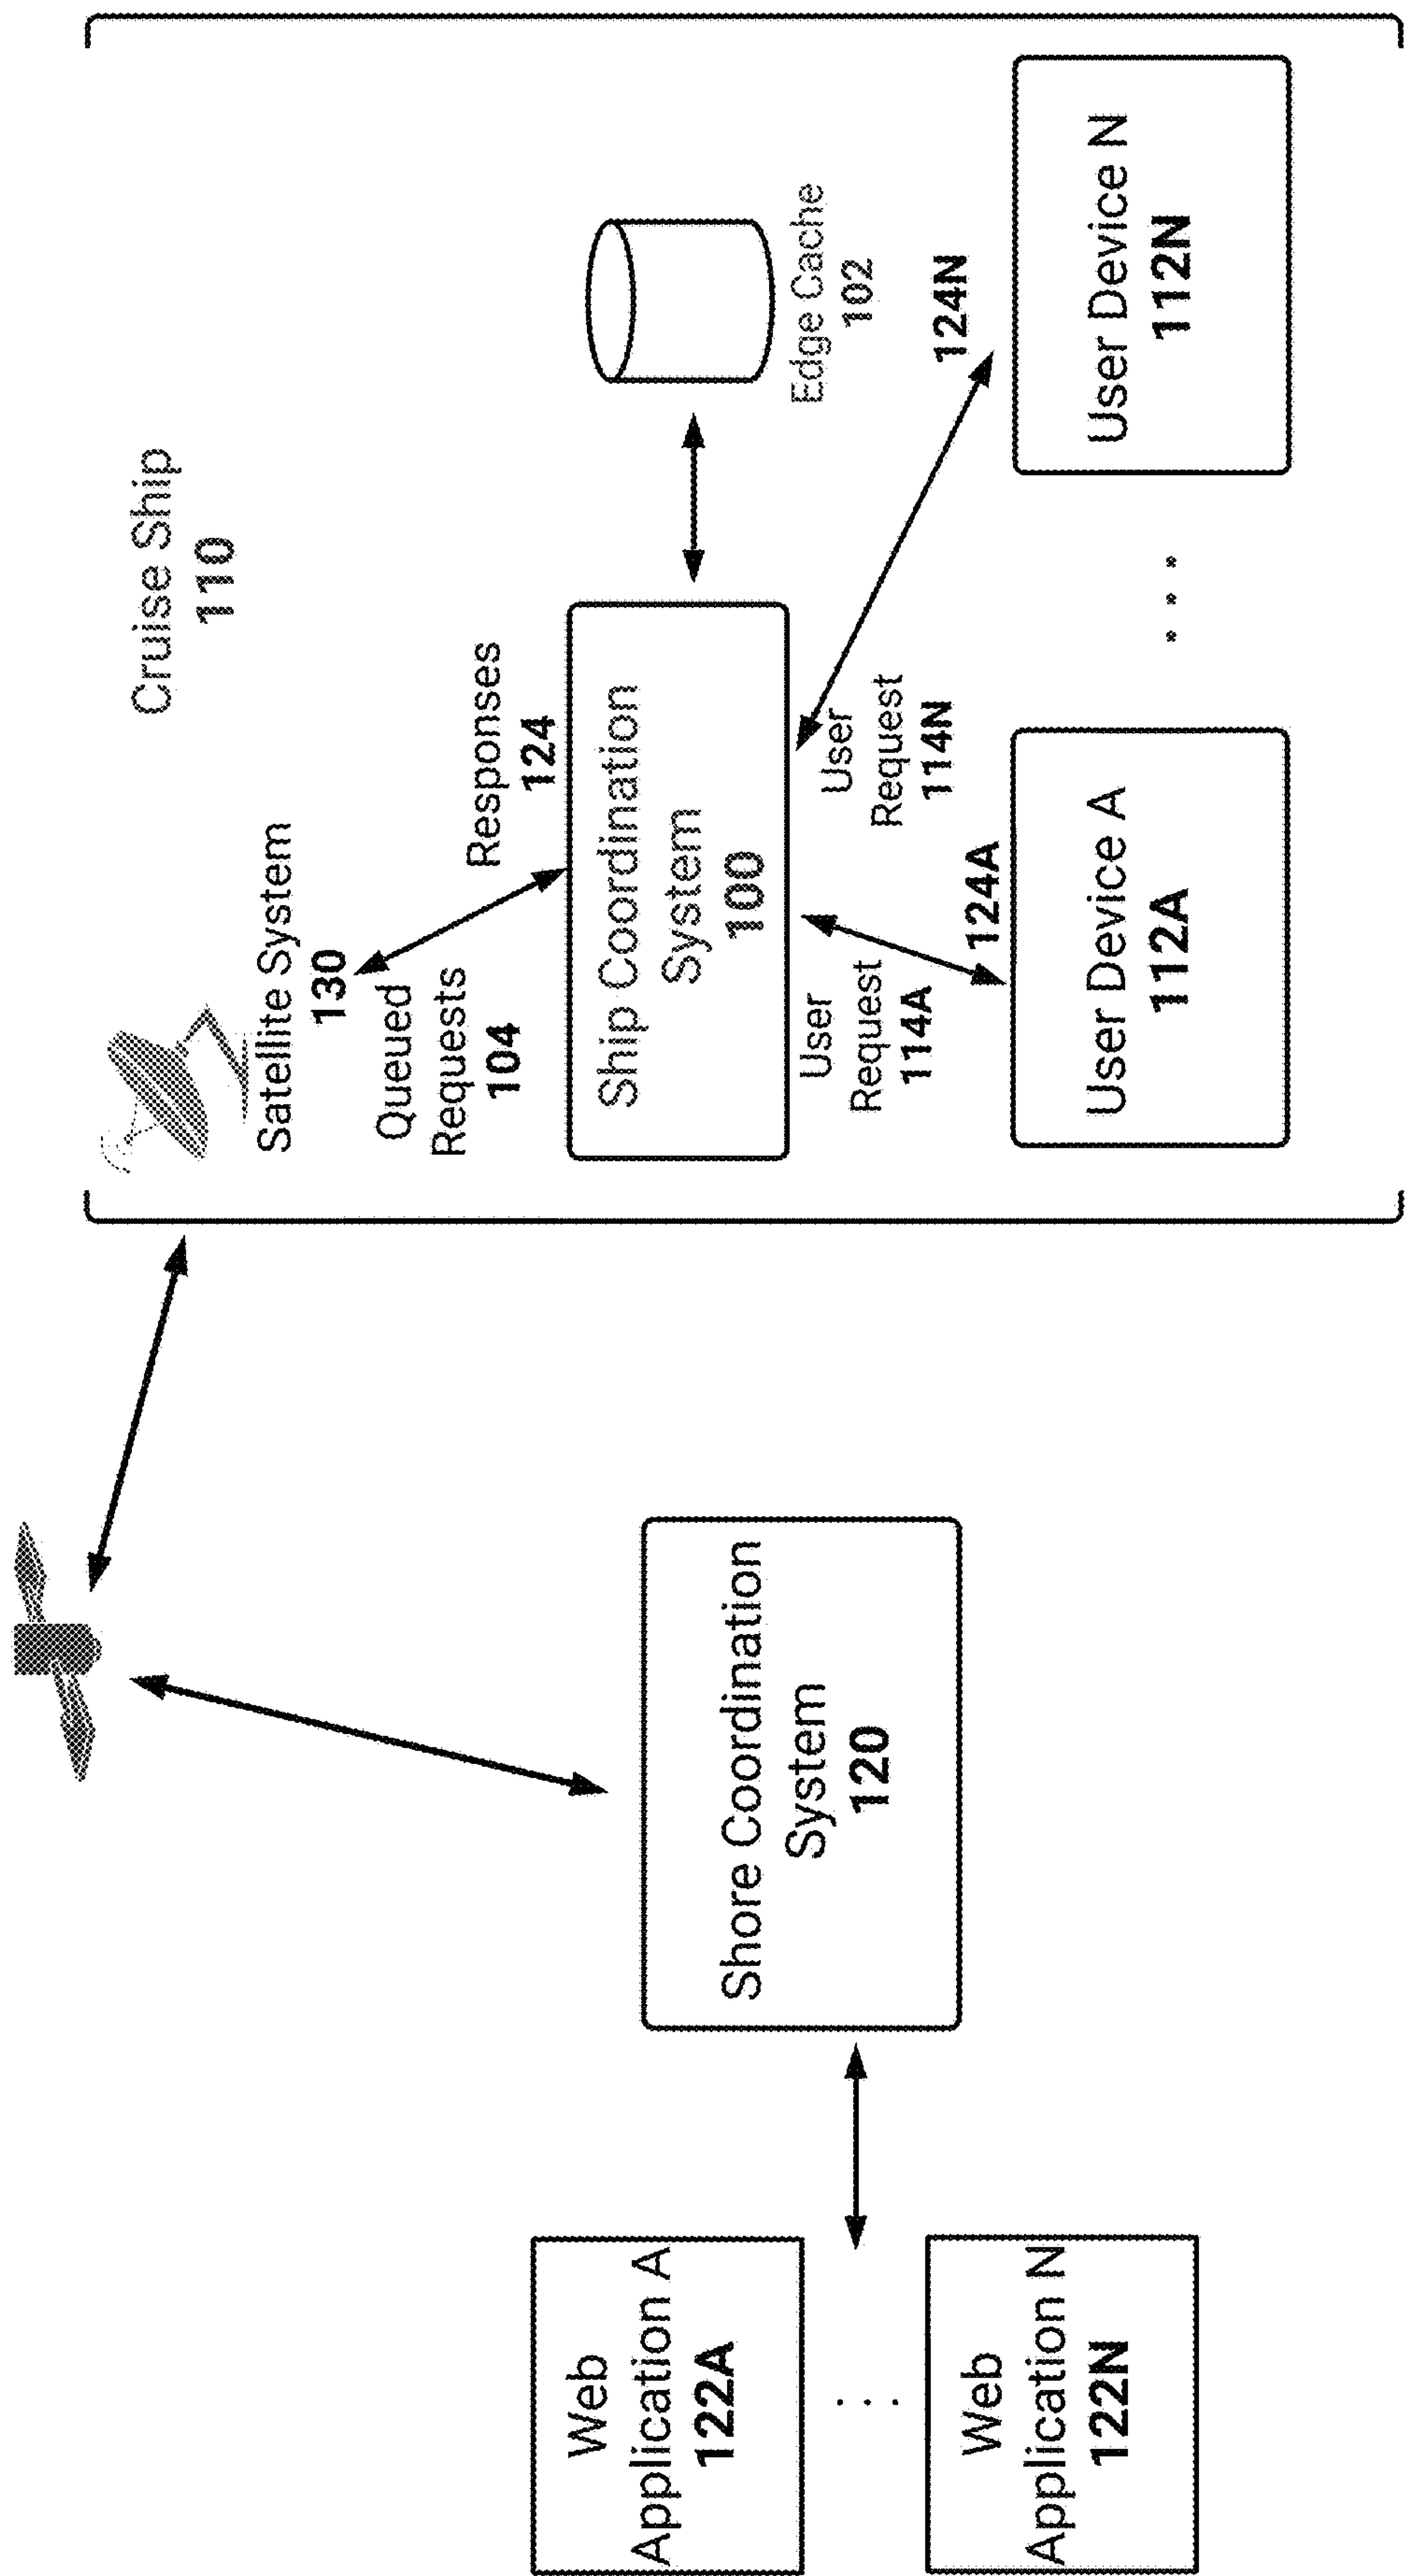 Cruise Ship
110
Satellite System
130
Queued
Requests
104
Responses
124
Ship Coordination
System
100
Edge Cache
102
User
Request
114A
124A
User
Request
114N
124N
User Device A
112A
. . .
User Device N
112N
Shore Coordination
System
120
Web
Application A
122A
. . .
Web
Application N
122N